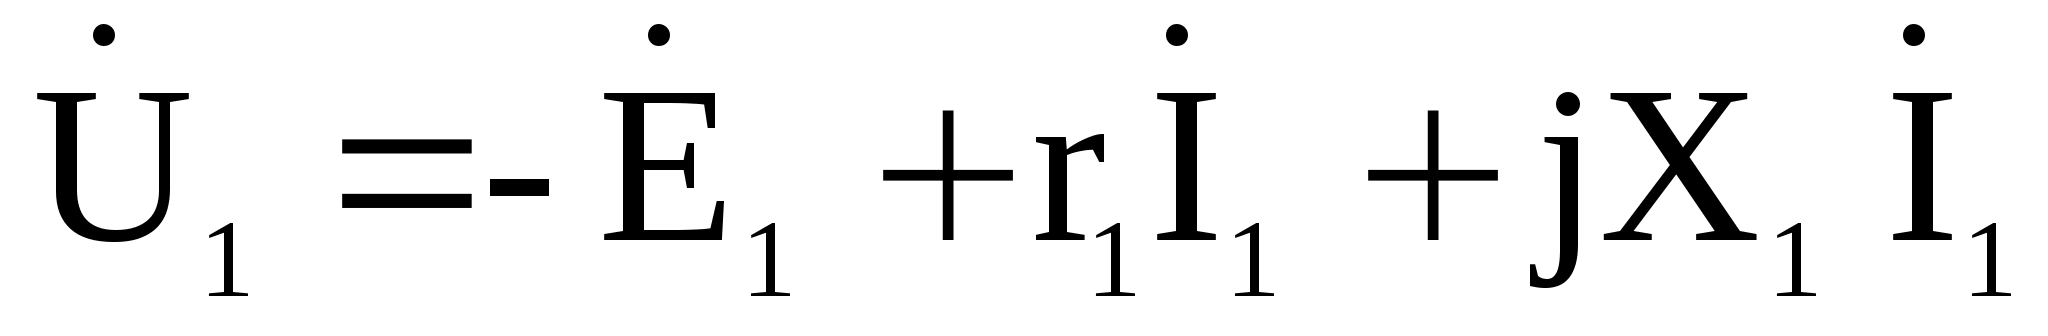 U̇₁ =-Ė₁ +r₁İ₁ +jX₁ İ₁